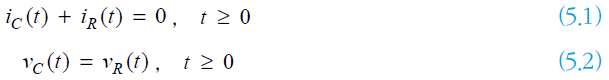 i_C(t) + i_R(t) = 0 , t ≥ 0 (5.1)
v_C(t) = v_R(t) , t ≥ 0 (5.2)